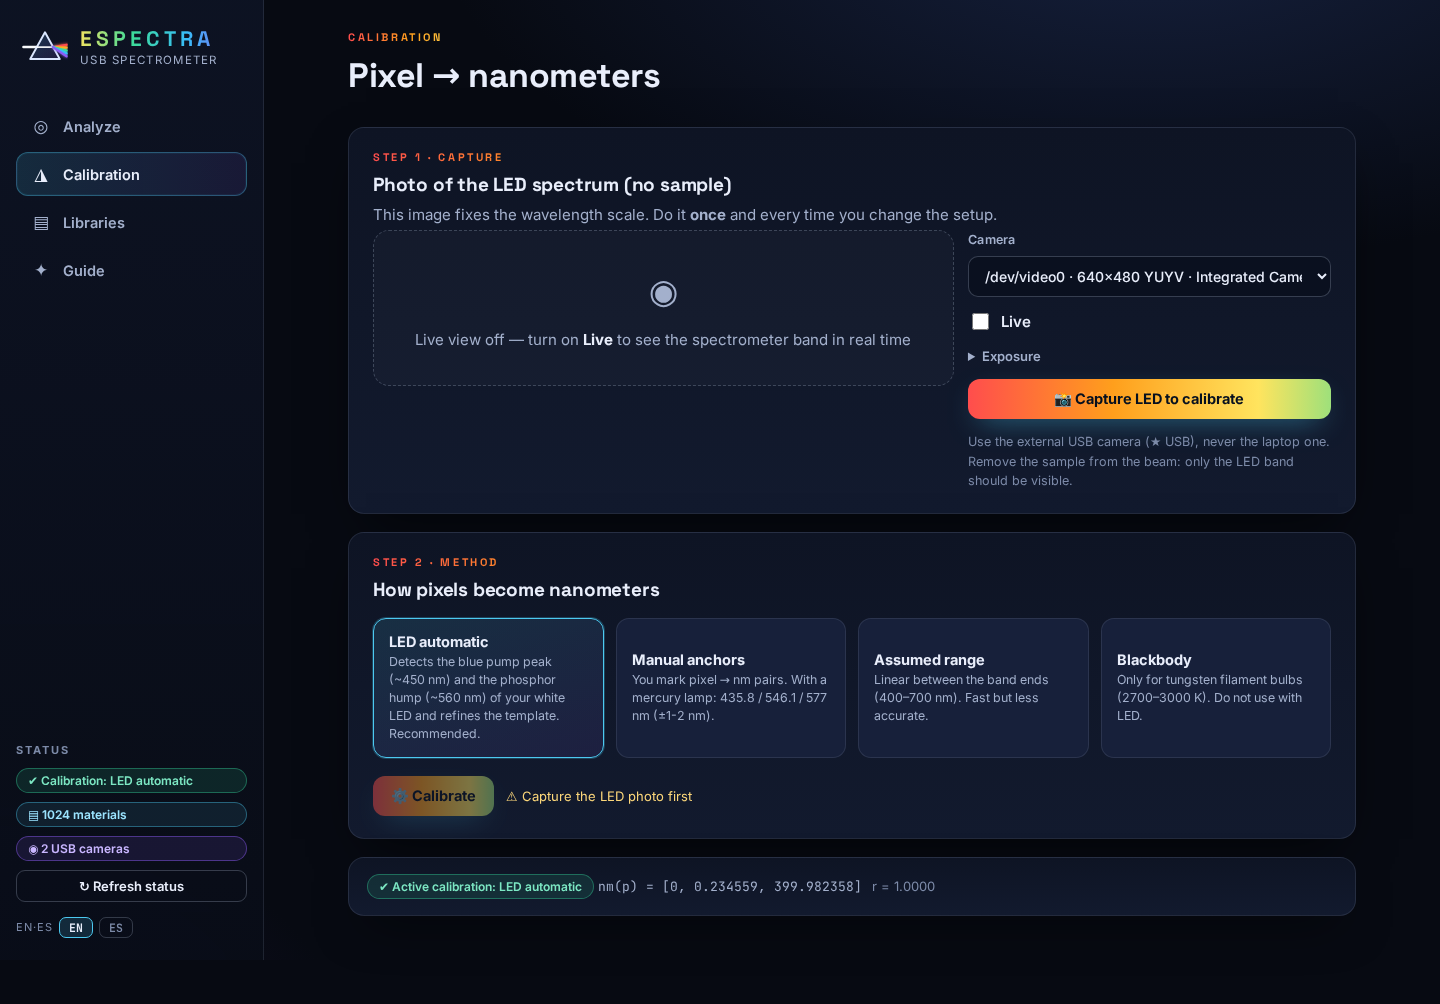 ESPECTRA
USB SPECTROMETER
Analyze
Calibration
Libraries
Guide
STATUS
✔ Calibration: LED automatic
1024 materials
2 USB cameras
↻ Refresh status
EN·ES EN ES
CALIBRATION
Pixel → nanometers
STEP 1 · CAPTURE
Photo of the LED spectrum (no sample)
This image fixes the wavelength scale. Do it once and every time you change the setup.
Live view off — turn on Live to see the spectrometer band in real time
Camera
/dev/video0 · 640×480 YUYV · Integrated Came
Live
Exposure
Capture LED to calibrate
Use the external USB camera (★ USB), never the laptop one.
Remove the sample from the beam: only the LED band
should be visible.
STEP 2 · METHOD
How pixels become nanometers
LED automatic
Detects the blue pump peak
(~450 nm) and the phosphor
hump (~560 nm) of your white
LED and refines the template.
Recommended.
Manual anchors
You mark pixel → nm pairs. With a
mercury lamp: 435.8 / 546.1 / 577
nm (±1-2 nm).
Assumed range
Linear between the band ends
(400–700 nm). Fast but less
accurate.
Blackbody
Only for tungsten filament bulbs
(2700–3000 K). Do not use with
LED.
Calibrate
⚠ Capture the LED photo first
✔ Active calibration: LED automatic nm(p) = [0, 0.234559, 399.982358] r = 1.0000